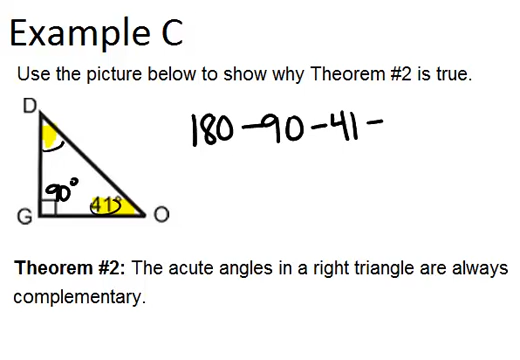 Example C
Use the picture below to show why Theorem #2 is true.
D
180 - 90 - 41 =
90°
41°
G
O
Theorem #2: The acute angles in a right triangle are always
complementary.